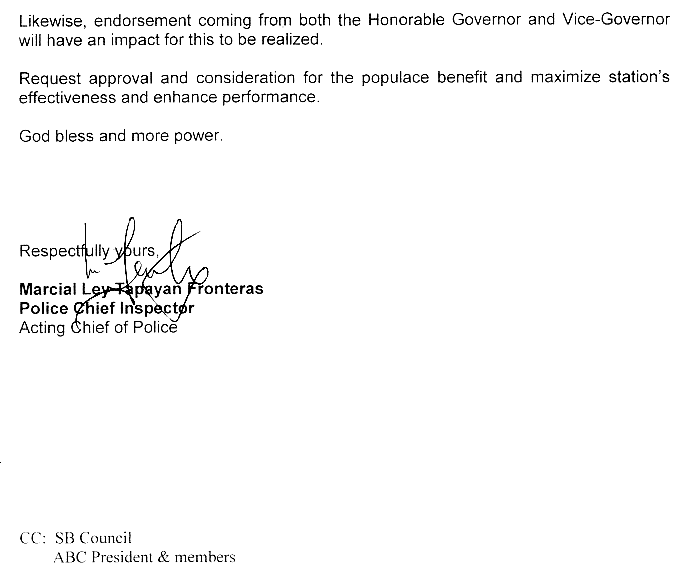 Likewise, endorsement coming from both the Honorable Governor and Vice-Governor
will have an impact for this to be realized.
Request approval and consideration for the populace benefit and maximize station's
effectiveness and enhance performance.
God bless and more power.
Respectfully yours,
Marcial Ley Tapayan Fronteras
Police Chief Inspector
Acting Chief of Police
CC: SB Council
ABC President & members